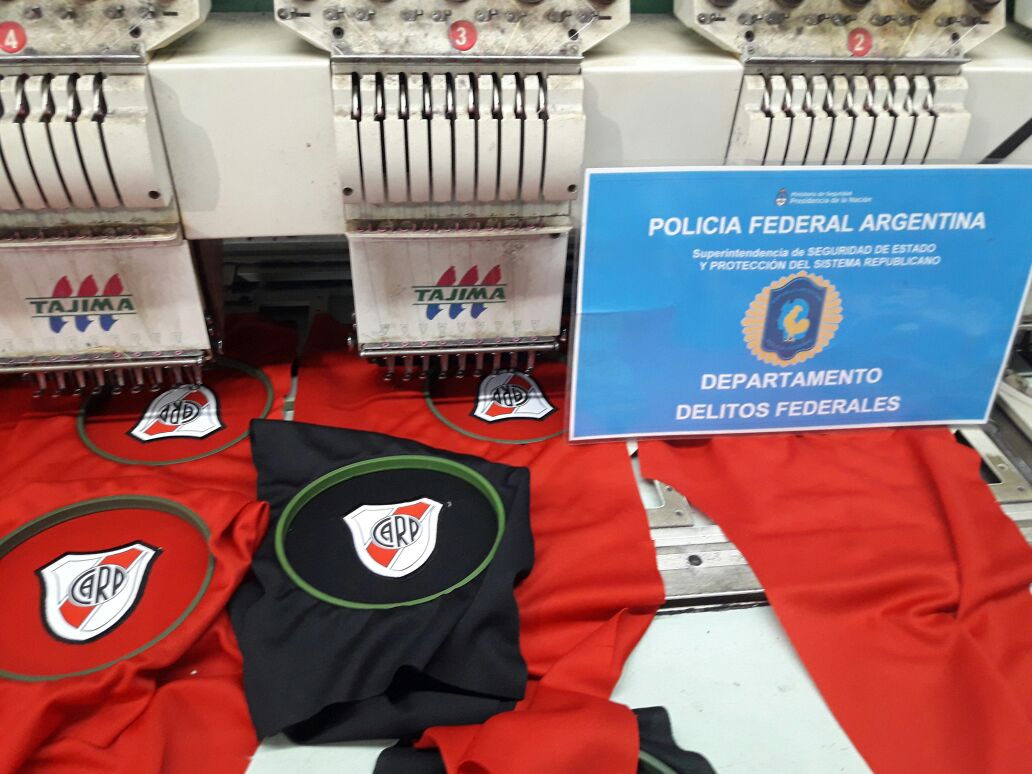 4
3
2
TAJIMA
TAJIMA
Ministerio de Seguridad
Presidencia de la Nación
POLICIA FEDERAL ARGENTINA
Superintendencia de SEGURIDAD DE ESTADO
Y PROTECCIÓN DEL SISTEMA REPUBLICANO
DEPARTAMENTO
DELITOS FEDERALES
CARP
CARP
CARP
CARP